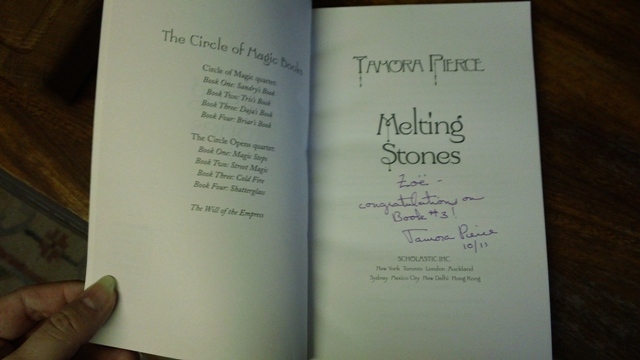 The Circle of Magic Books
Circle of Magic quartet
Book One: Sandry's Book
Book Two: Tris's Book
Book Three: Daja's Book
Book Four: Briar's Book
The Circle Opens quartet
Book One: Magic Steps
Book Two: Street Magic
Book Three: Cold Fire
Book Four: Shatterglass
The Will of the Empress
TAMORA PIERCE
Melting
Stones
Zoë -
congratulations on
Book #3!
Tamora Pierce
10/11
SCHOLASTIC INC.
New York Toronto London Auckland
Sydney Mexico City New Delhi Hong Kong